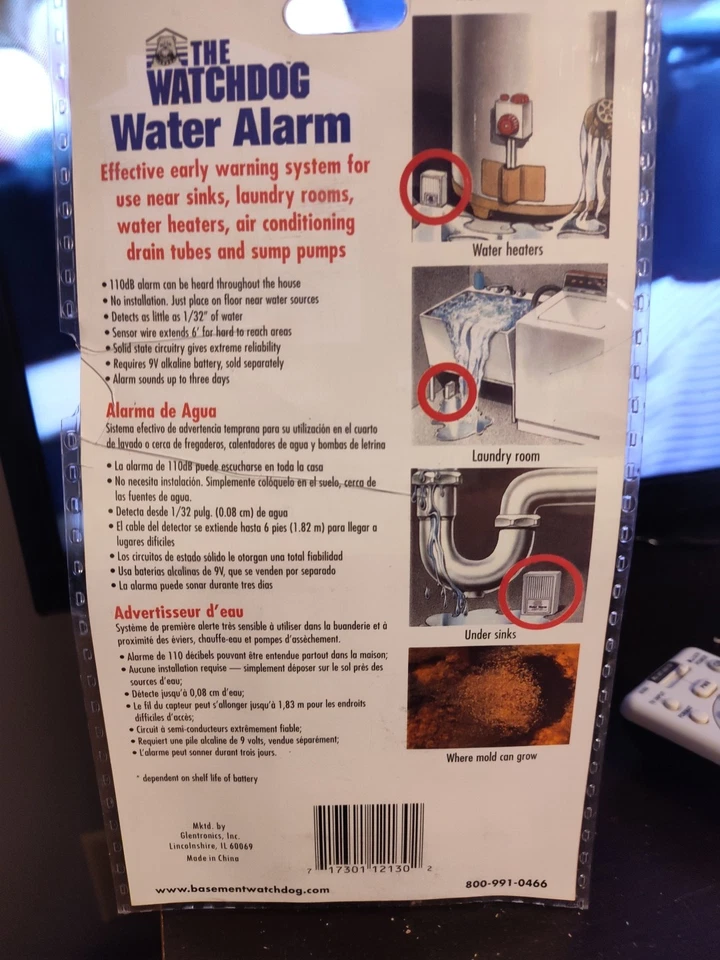 THE
WATCHDOG
Water Alarm
Effective early warning system for
use near sinks, laundry rooms,
water heaters, air conditioning
drain tubes and sump pumps
• 110dB alarm can be heard throughout the house
• No installation. Just place on floor near water sources
• Detects as little as 1/32" of water
• Sensor wire extends 6' for hard to reach areas
• Solid state circuitry gives extreme reliability
• Requires 9V alkaline battery, sold separately
• Alarm sounds up to three days
Alarma de Agua
Sistema efectivo de advertencia temprana para su utilización en el cuarto
de lavado o cerca de fregaderos, calentadores de agua y bombas de letrina
• La alarma de 110dB puede escucharse en toda la casa
• No necesita instalación. Simplemente colóquelo en el suelo, cerca de
las fuentes de agua.
• Detecta desde 1/32 pulg. (0.08 cm) de agua
• El cable del detector se extiende hasta 6 pies (1.82 m) para llegar a
lugares difíciles
• Los circuitos de estado sólido le otorgan una total fiabilidad
• Usa baterías alcalinas de 9V, que se venden por separado
• La alarma puede sonar durante tres días
Advertisseur d'eau
Système de première alerte très sensible à utiliser dans la buanderie et à
proximité des éviers, chauffe-eau et pompes d'assèchement.
• Alarme de 110 décibels pouvant être entendue partout dans la maison;
• Aucune installation requise — simplement déposer sur le sol près des
sources d'eau;
• Détecte jusqu'à 0,08 cm d'eau;
• Le fil du capteur peut s'allonger jusqu'à 1,83 m pour les endroits
difficiles d'accès;
• Circuit à semi-conducteurs extrêmement fiable;
• Requiert une pile alcaline de 9 volts, vendue séparément;
• L'alarme peut sonner durant trois jours.
* dependent on shelf life of battery
Mktd. by
Glentronics, Inc.
Lincolnshire, IL 60069
Made in China
7 17301 12130 2
www.basementwatchdog.com
800-991-0466
Water heaters
Laundry room
Under sinks
Where mold can grow